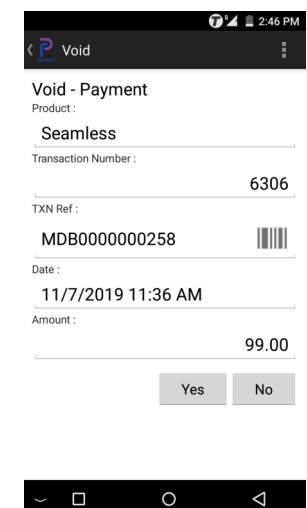 2:46 PM
Void
Void - Payment
Product :
Seamless
Transaction Number :
6306
TXN Ref :
MDB0000000258
Date :
11/7/2019 11:36 AM
Amount :
99.00
Yes No